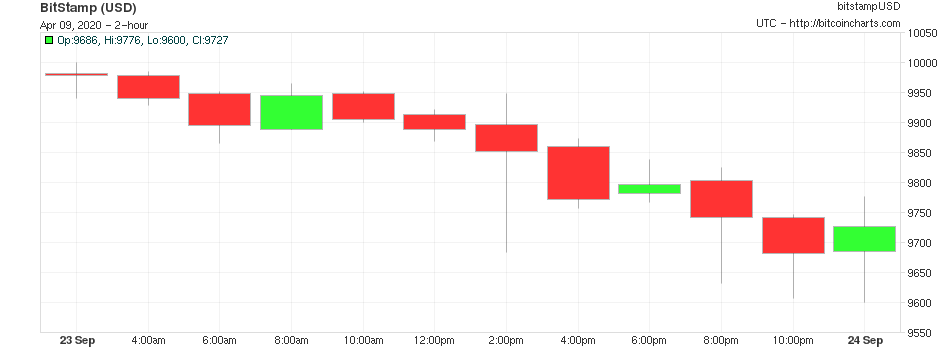 BitStamp (USD)
bitstampUSD
Apr 09, 2020 - 2-hour
UTC - http://bitcoincharts.com
Op:9686, Hi:9776, Lo:9600, Cl:9727
10050
10000
9950
9900
9850
9800
9750
9700
9650
9600
9550
23 Sep 4:00am 6:00am 8:00am 10:00am 12:00pm 2:00pm 4:00pm 6:00pm 8:00pm 10:00pm 24 Sep